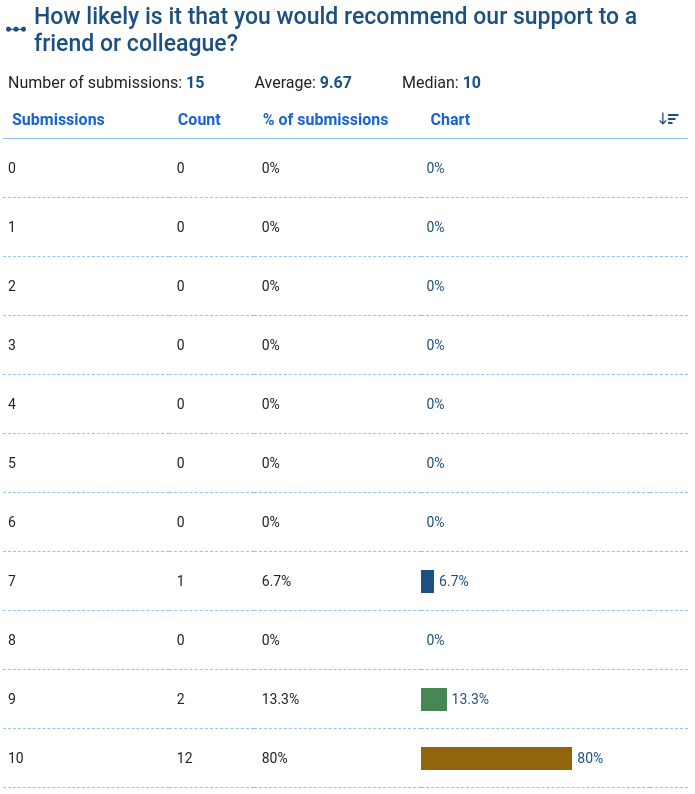 How likely is it that you would recommend our support to a
friend or colleague?
Number of submissions: 15 Average: 9.67 Median: 10
Submissions Count % of submissions Chart
0 0 0% 0%
1 0 0% 0%
2 0 0% 0%
3 0 0% 0%
4 0 0% 0%
5 0 0% 0%
6 0 0% 0%
7 1 6.7% 6.7%
8 0 0% 0%
9 2 13.3% 13.3%
10 12 80% 80%